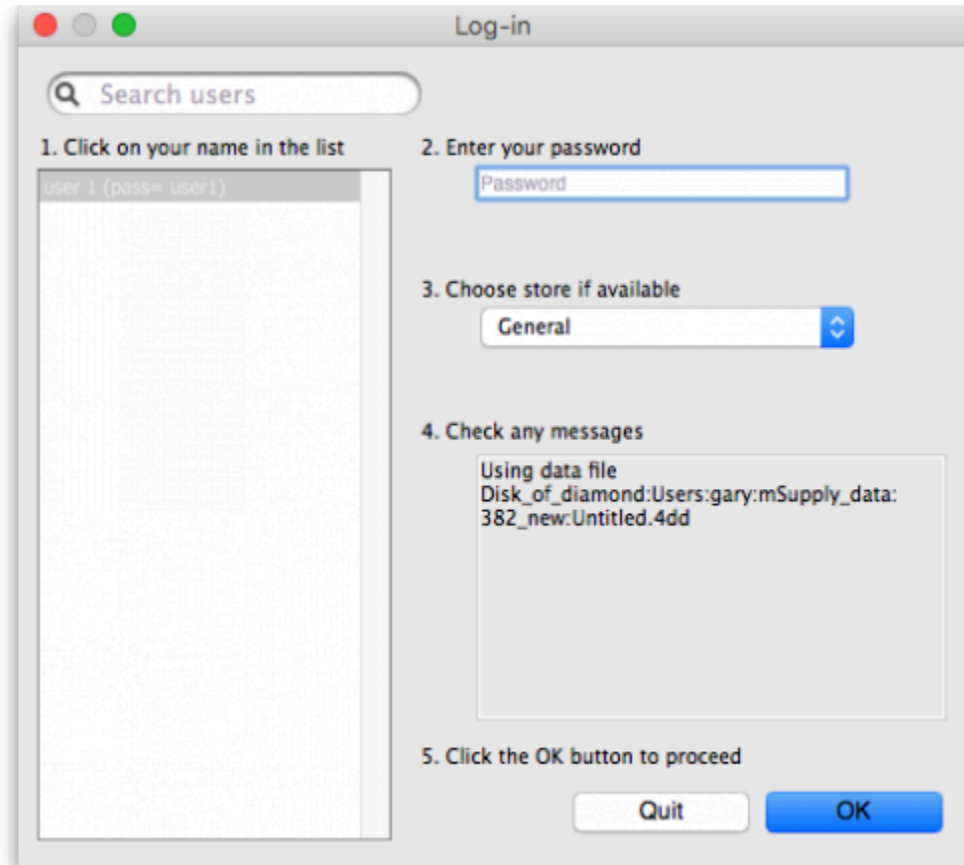 Log-in
Search users
1. Click on your name in the list
user 1 (pass= user1)
2. Enter your password
Password
3. Choose store if available
General
4. Check any messages
Using data file
Disk_of_diamond:Users:gary:mSupply_data:
382_new:Untitled.4dd
5. Click the OK button to proceed
Quit
OK